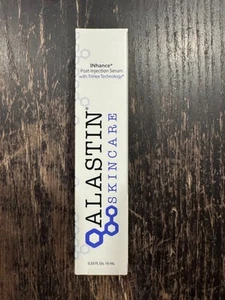 INhance®
Post-Injection Serum
with TriHex Technology®
ALASTIN®
SKINCARE
0.33 FL Oz. 10 mL